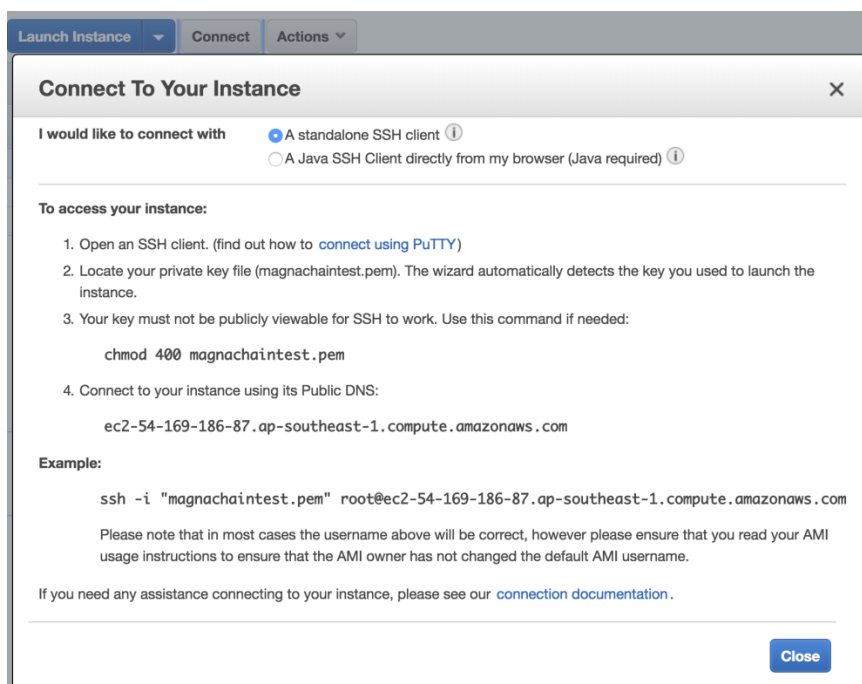 Launch Instance Connect Actions
Connect To Your Instance
I would like to connect with A standalone SSH client
A Java SSH Client directly from my browser (Java required)
To access your instance:
1. Open an SSH client. (find out how to connect using PuTTY)
2. Locate your private key file (magnachaintest.pem). The wizard automatically detects the key you used to launch the
instance.
3. Your key must not be publicly viewable for SSH to work. Use this command if needed:
chmod 400 magnachaintest.pem
4. Connect to your instance using its Public DNS:
ec2-54-169-186-87.ap-southeast-1.compute.amazonaws.com
Example:
ssh -i "magnachaintest.pem" root@ec2-54-169-186-87.ap-southeast-1.compute.amazonaws.com
Please note that in most cases the username above will be correct, however please ensure that you read your AMI
usage instructions to ensure that the AMI owner has not changed the default AMI username.
If you need any assistance connecting to your instance, please see our connection documentation.
Close